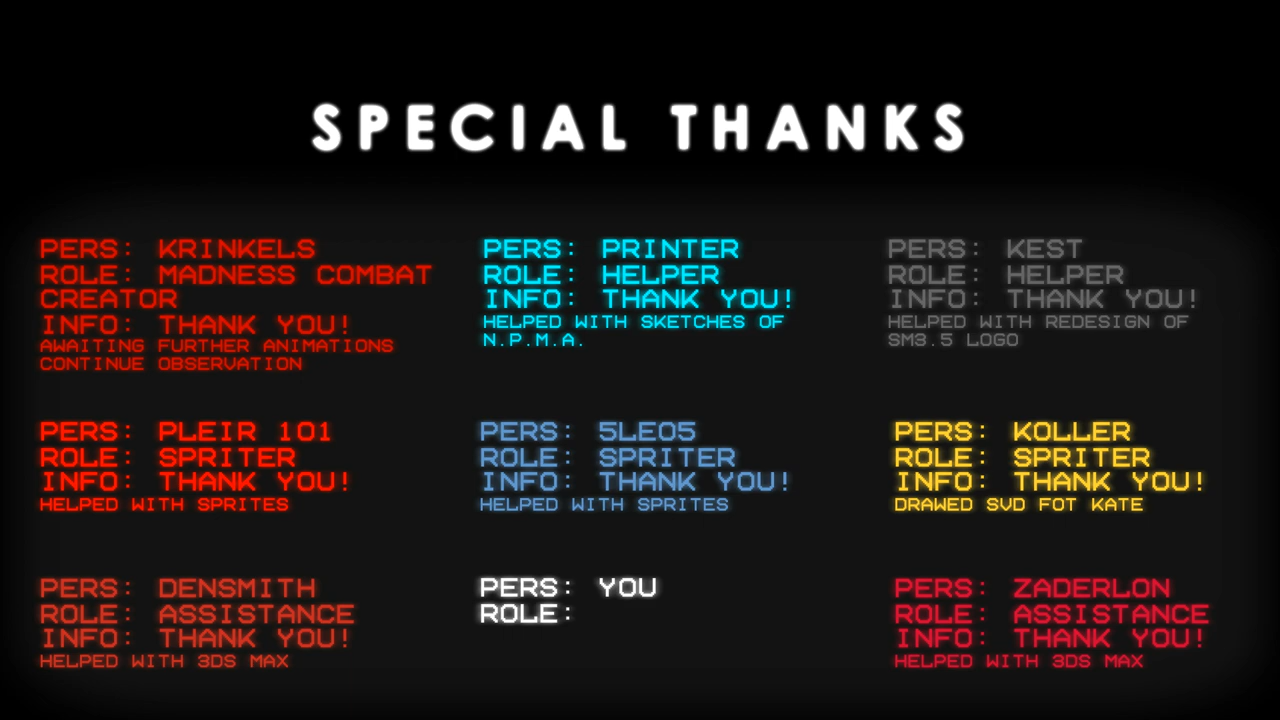 SPECIAL THANKS
PERS: KRINKELS
ROLE: MADNESS COMBAT
CREATOR
INFO: THANK YOU!
AWAITING FURTHER ANIMATIONS
CONTINUE OBSERVATION
PERS: PRINTER
ROLE: HELPER
INFO: THANK YOU!
HELPED WITH SKETCHES OF
N.P.M.A.
PERS: KEST
ROLE: HELPER
INFO: THANK YOU!
HELPED WITH REDESIGN OF
SM3.5 LOGO
PERS: PLEIR 101
ROLE: SPRITER
INFO: THANK YOU!
HELPED WITH SPRITES
PERS: 5LEO5
ROLE: SPRITER
INFO: THANK YOU!
HELPED WITH SPRITES
PERS: KOLLER
ROLE: SPRITER
INFO: THANK YOU!
DRAWED SVD FOT KATE
PERS: DENSMITH
ROLE: ASSISTANCE
INFO: THANK YOU!
HELPED WITH 3DS MAX
PERS: YOU
ROLE:
PERS: ZADERLON
ROLE: ASSISTANCE
INFO: THANK YOU!
HELPED WITH 3DS MAX